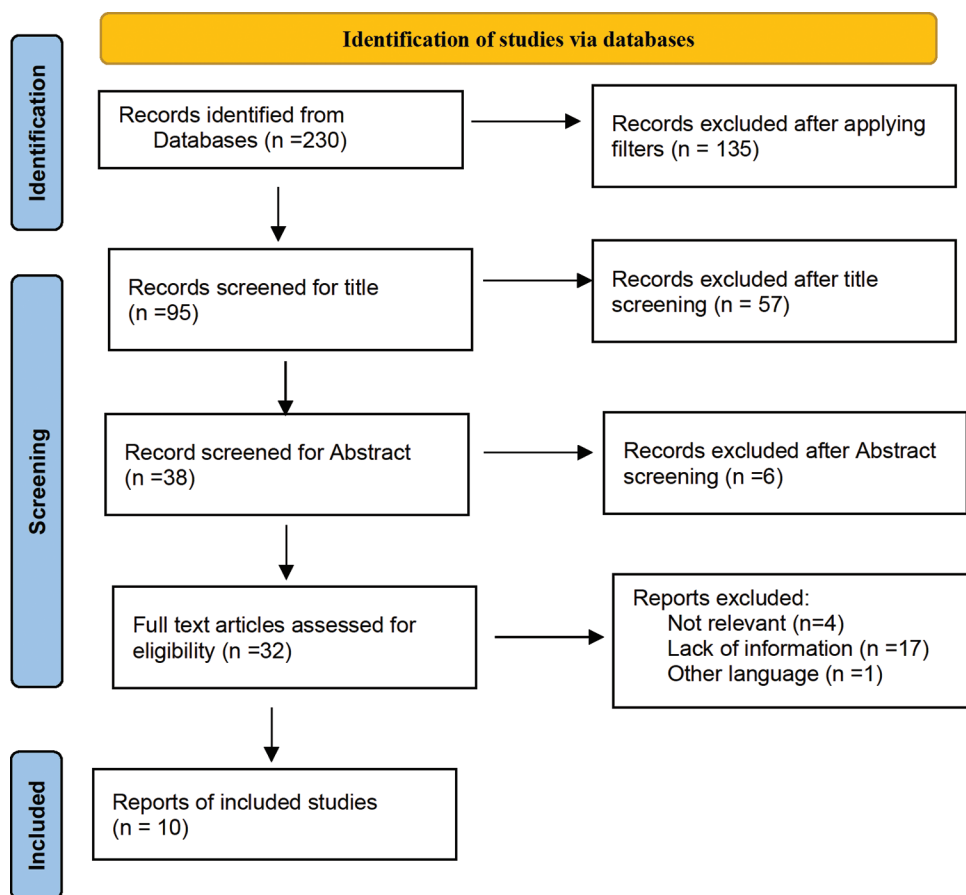 Identification of studies via databases
Identification
Records identified from
Databases (n =230)
Records excluded after applying
filters (n = 135)
Screening
Records screened for title
(n =95)
Records excluded after title
screening (n = 57)
Record screened for Abstract
(n =38)
Records excluded after Abstract
screening (n =6)
Full text articles assessed for
eligibility (n =32)
Reports excluded:
Not relevant (n=4)
Lack of information (n =17)
Other language (n =1)
Included
Reports of included studies
(n = 10)